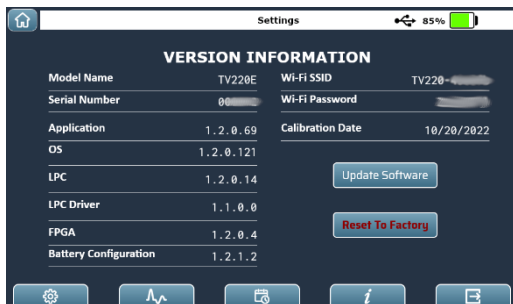 Settings
85%
VERSION INFORMATION
Model Name TV220E
Serial Number
Application 1.2.0.69
OS 1.2.0.121
LPC 1.2.0.14
LPC Driver 1.1.0.0
FPGA 1.2.0.4
Battery Configuration 1.2.1.2
Wi-Fi SSID TV220-
Wi-Fi Password
Calibration Date 10/20/2022
Update Software
Reset To Factory
i